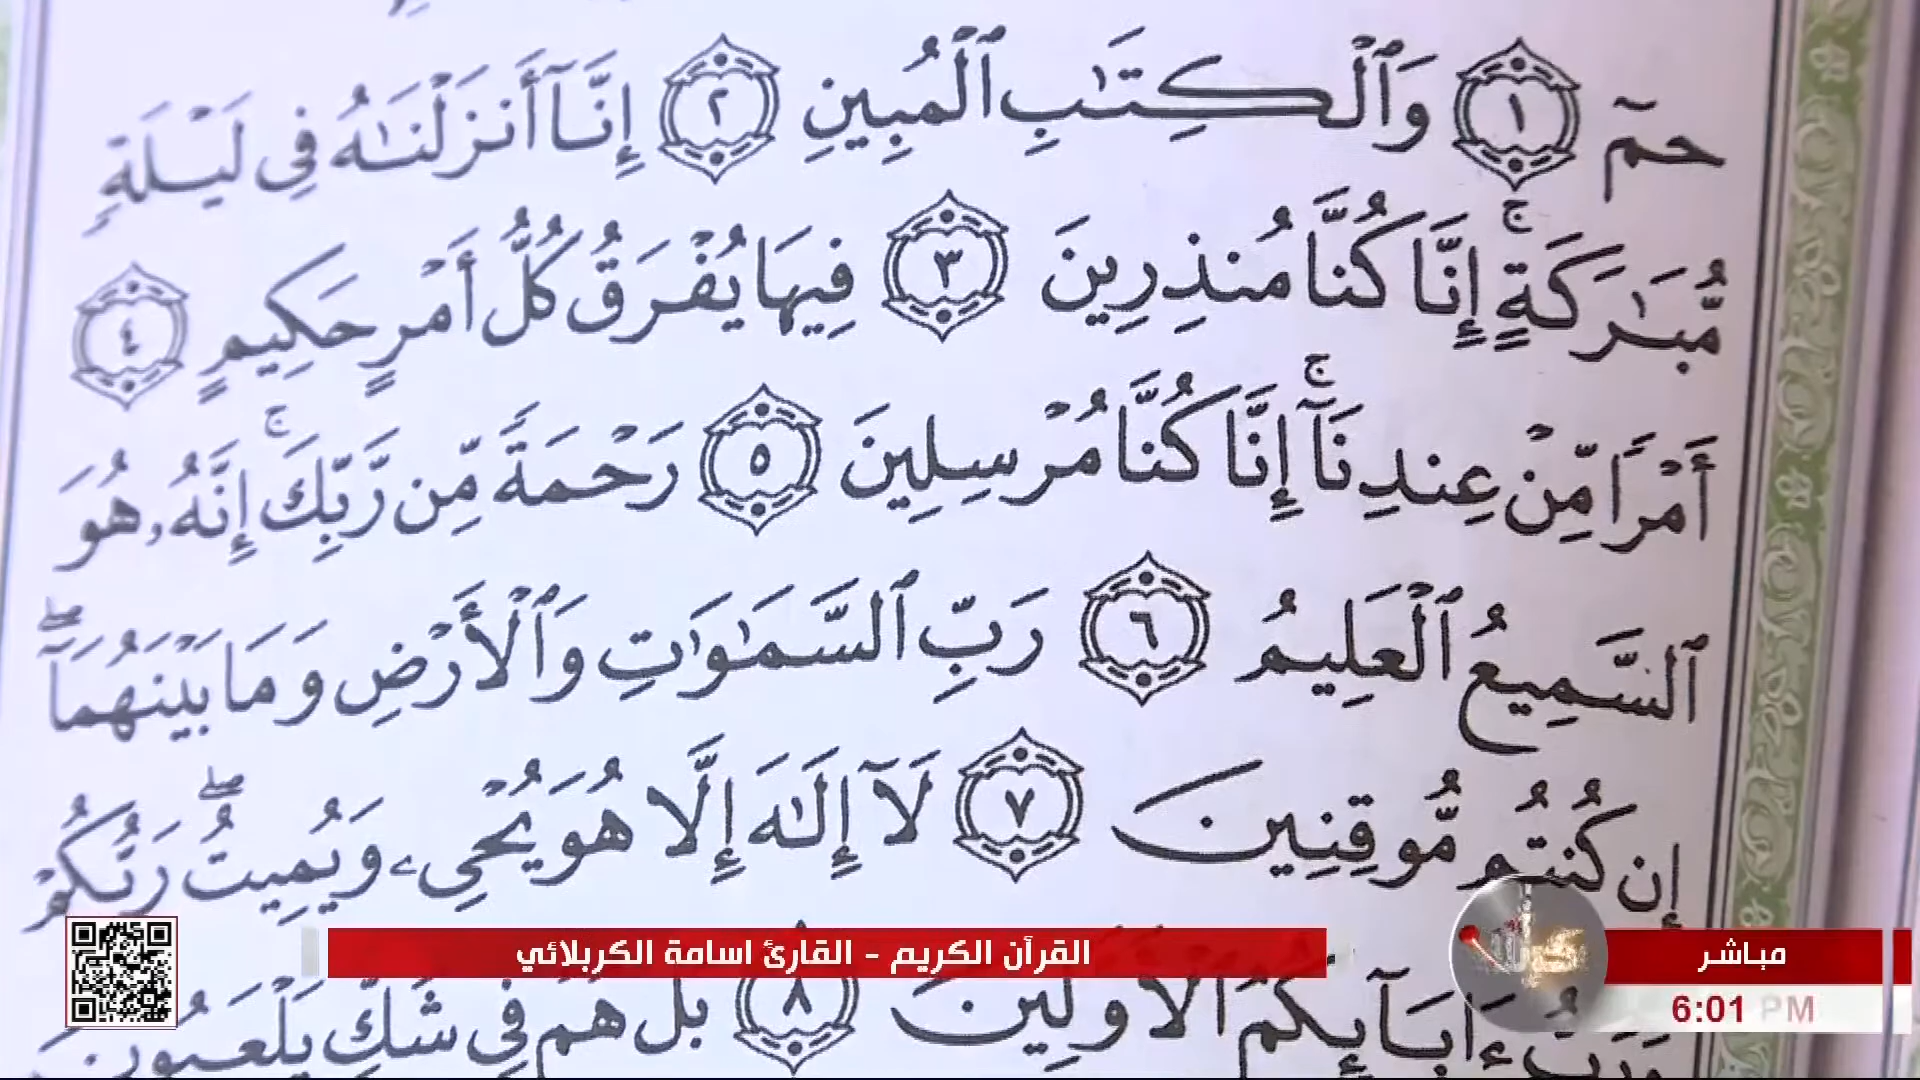 حمٓ ١ وَٱلْكِتَٰبِ ٱلْمُبِينِ ٢ إِنَّآ أَنزَلْنَٰهُ فِى لَيْلَةٍ
مُّبَٰرَكَةٍ ۚ إِنَّا كُنَّا مُنذِرِينَ ٣ فِيهَا يُفْرَقُ كُلُّ أَمْرٍ حَكِيمٍ ٤
أَمْرًا مِّنْ عِندِنَآ ۚ إِنَّا كُنَّا مُرْسِلِينَ ٥ رَحْمَةً مِّن رَّبِّكَ ۚ إِنَّهُۥ هُوَ
ٱلسَّمِيعُ ٱلْعَلِيمُ ٦ رَبِّ ٱلسَّمَٰوَٰتِ وَٱلْأَرْضِ وَمَا بَيْنَهُمَآ ۖ
إِن كُنتُم مُّوقِنِينَ ٧ لَآ إِلَٰهَ إِلَّا هُوَ يُحْىِۦ وَيُمِيتُ ۖ رَبُّكُمْ
وَرَبُّ ءَابَآئِكُمُ ٱلْأَوَّلِينَ ٨ بَلْ هُمْ فِى شَكٍّ يَلْعَبُونَ
القرآن الكريم - القارئ اسامة الكربلائي
كربلاء
مباشر
6:01 PM